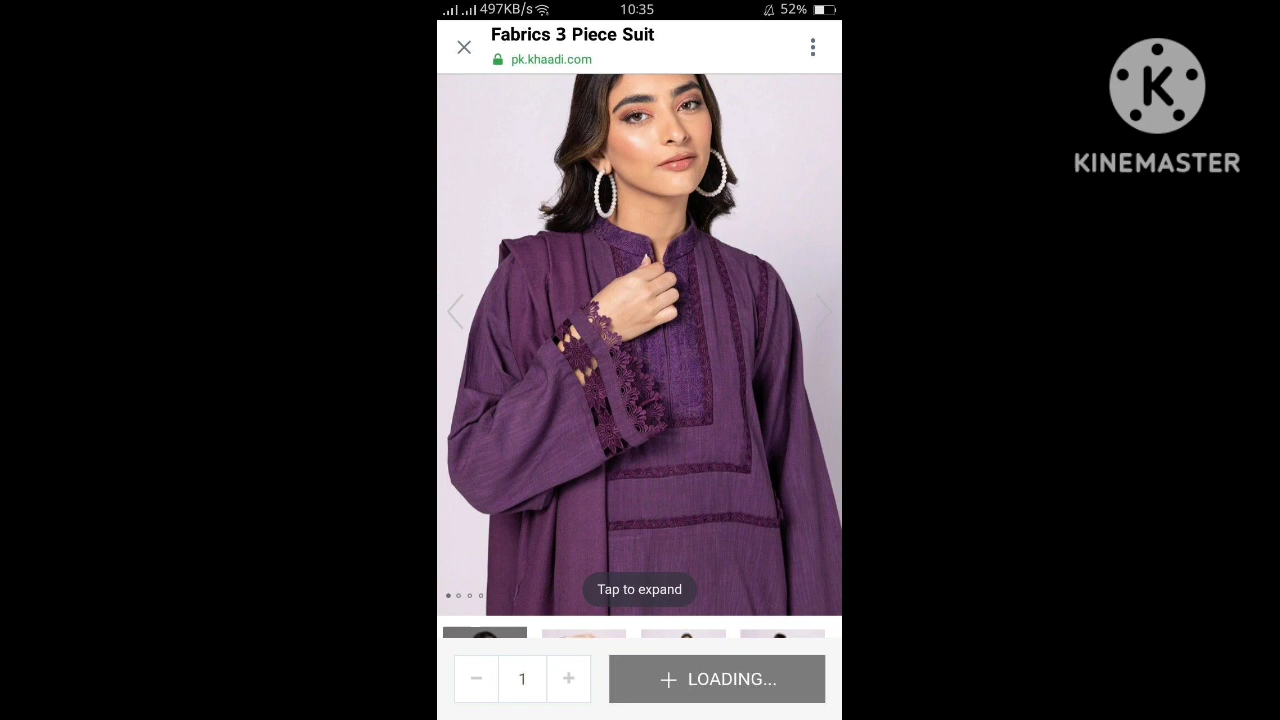 497KB/s 10:35 52%
Fabrics 3 Piece Suit
pk.khaadi.com
K
KINEMASTER
Tap to expand
− 1 + + LOADING...